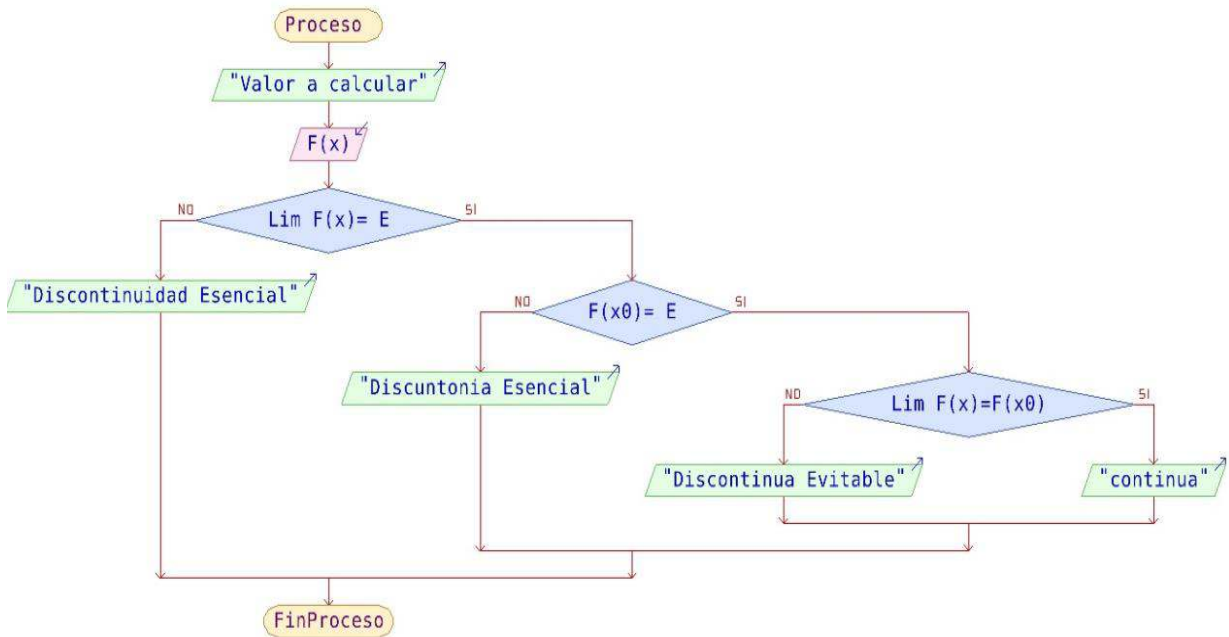 Proceso
"Valor a calcular"
F(x)
NO
SI
Lim F(x)= E
"Discontinuidad Esencial"
NO
SI
F(x0)= E
"Discuntonia Esencial"
NO
SI
Lim F(x)=F(x0)
"Discontinua Evitable"
"continua"
FinProceso